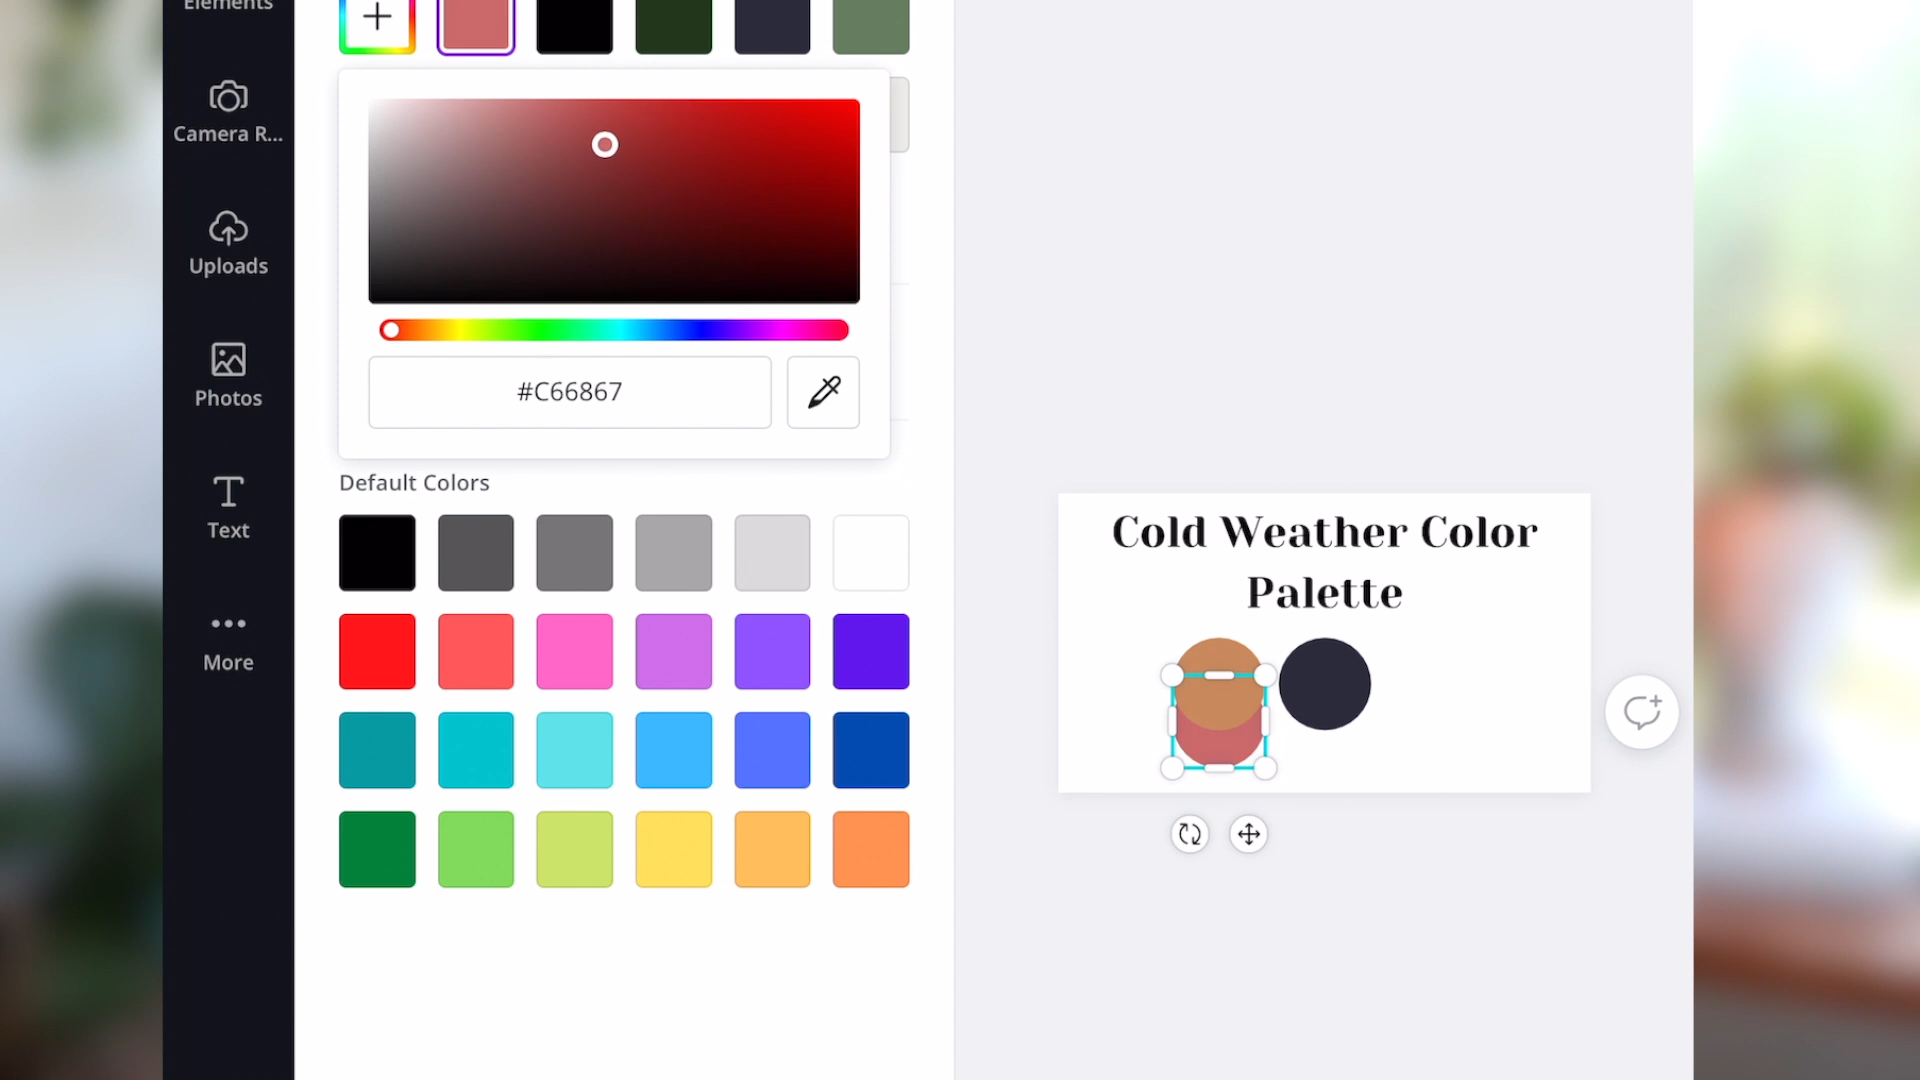 Elements
Camera R...
Uploads
Photos
Text
More
#C66867
Default Colors
Cold Weather Color
Palette